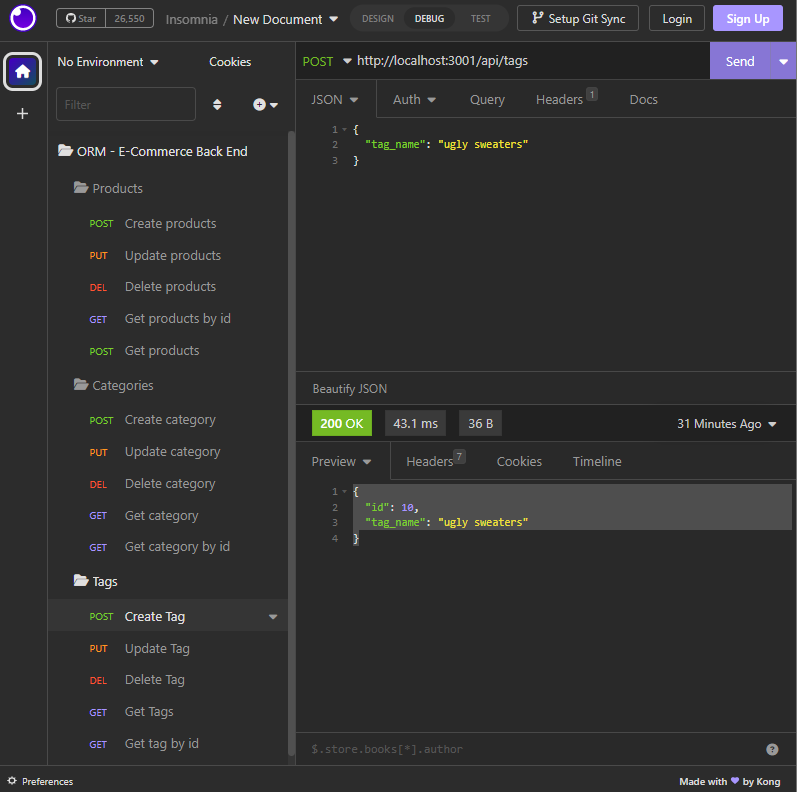 Star 26,550 Insomnia / New Document DESIGN DEBUG TEST Setup Git Sync Login Sign Up
No Environment Cookies
Filter
ORM - E-Commerce Back End
Products
POST Create products
PUT Update products
DEL Delete products
GET Get products by id
POST Get products
Categories
POST Create category
PUT Update category
DEL Delete category
GET Get category
GET Get category by id
Tags
POST Create Tag
PUT Update Tag
DEL Delete Tag
GET Get Tags
GET Get tag by id
POST http://localhost:3001/api/tags Send
JSON Auth Query Headers 1 Docs
1 {
2 "tag_name": "ugly sweaters"
3 }
Beautify JSON
200 OK 43.1 ms 36 B 31 Minutes Ago
Preview Headers 7 Cookies Timeline
1 {
2 "id": 10,
3 "tag_name": "ugly sweaters"
4 }
$.store.books[*].author ?
Preferences Made with 💜 by Kong